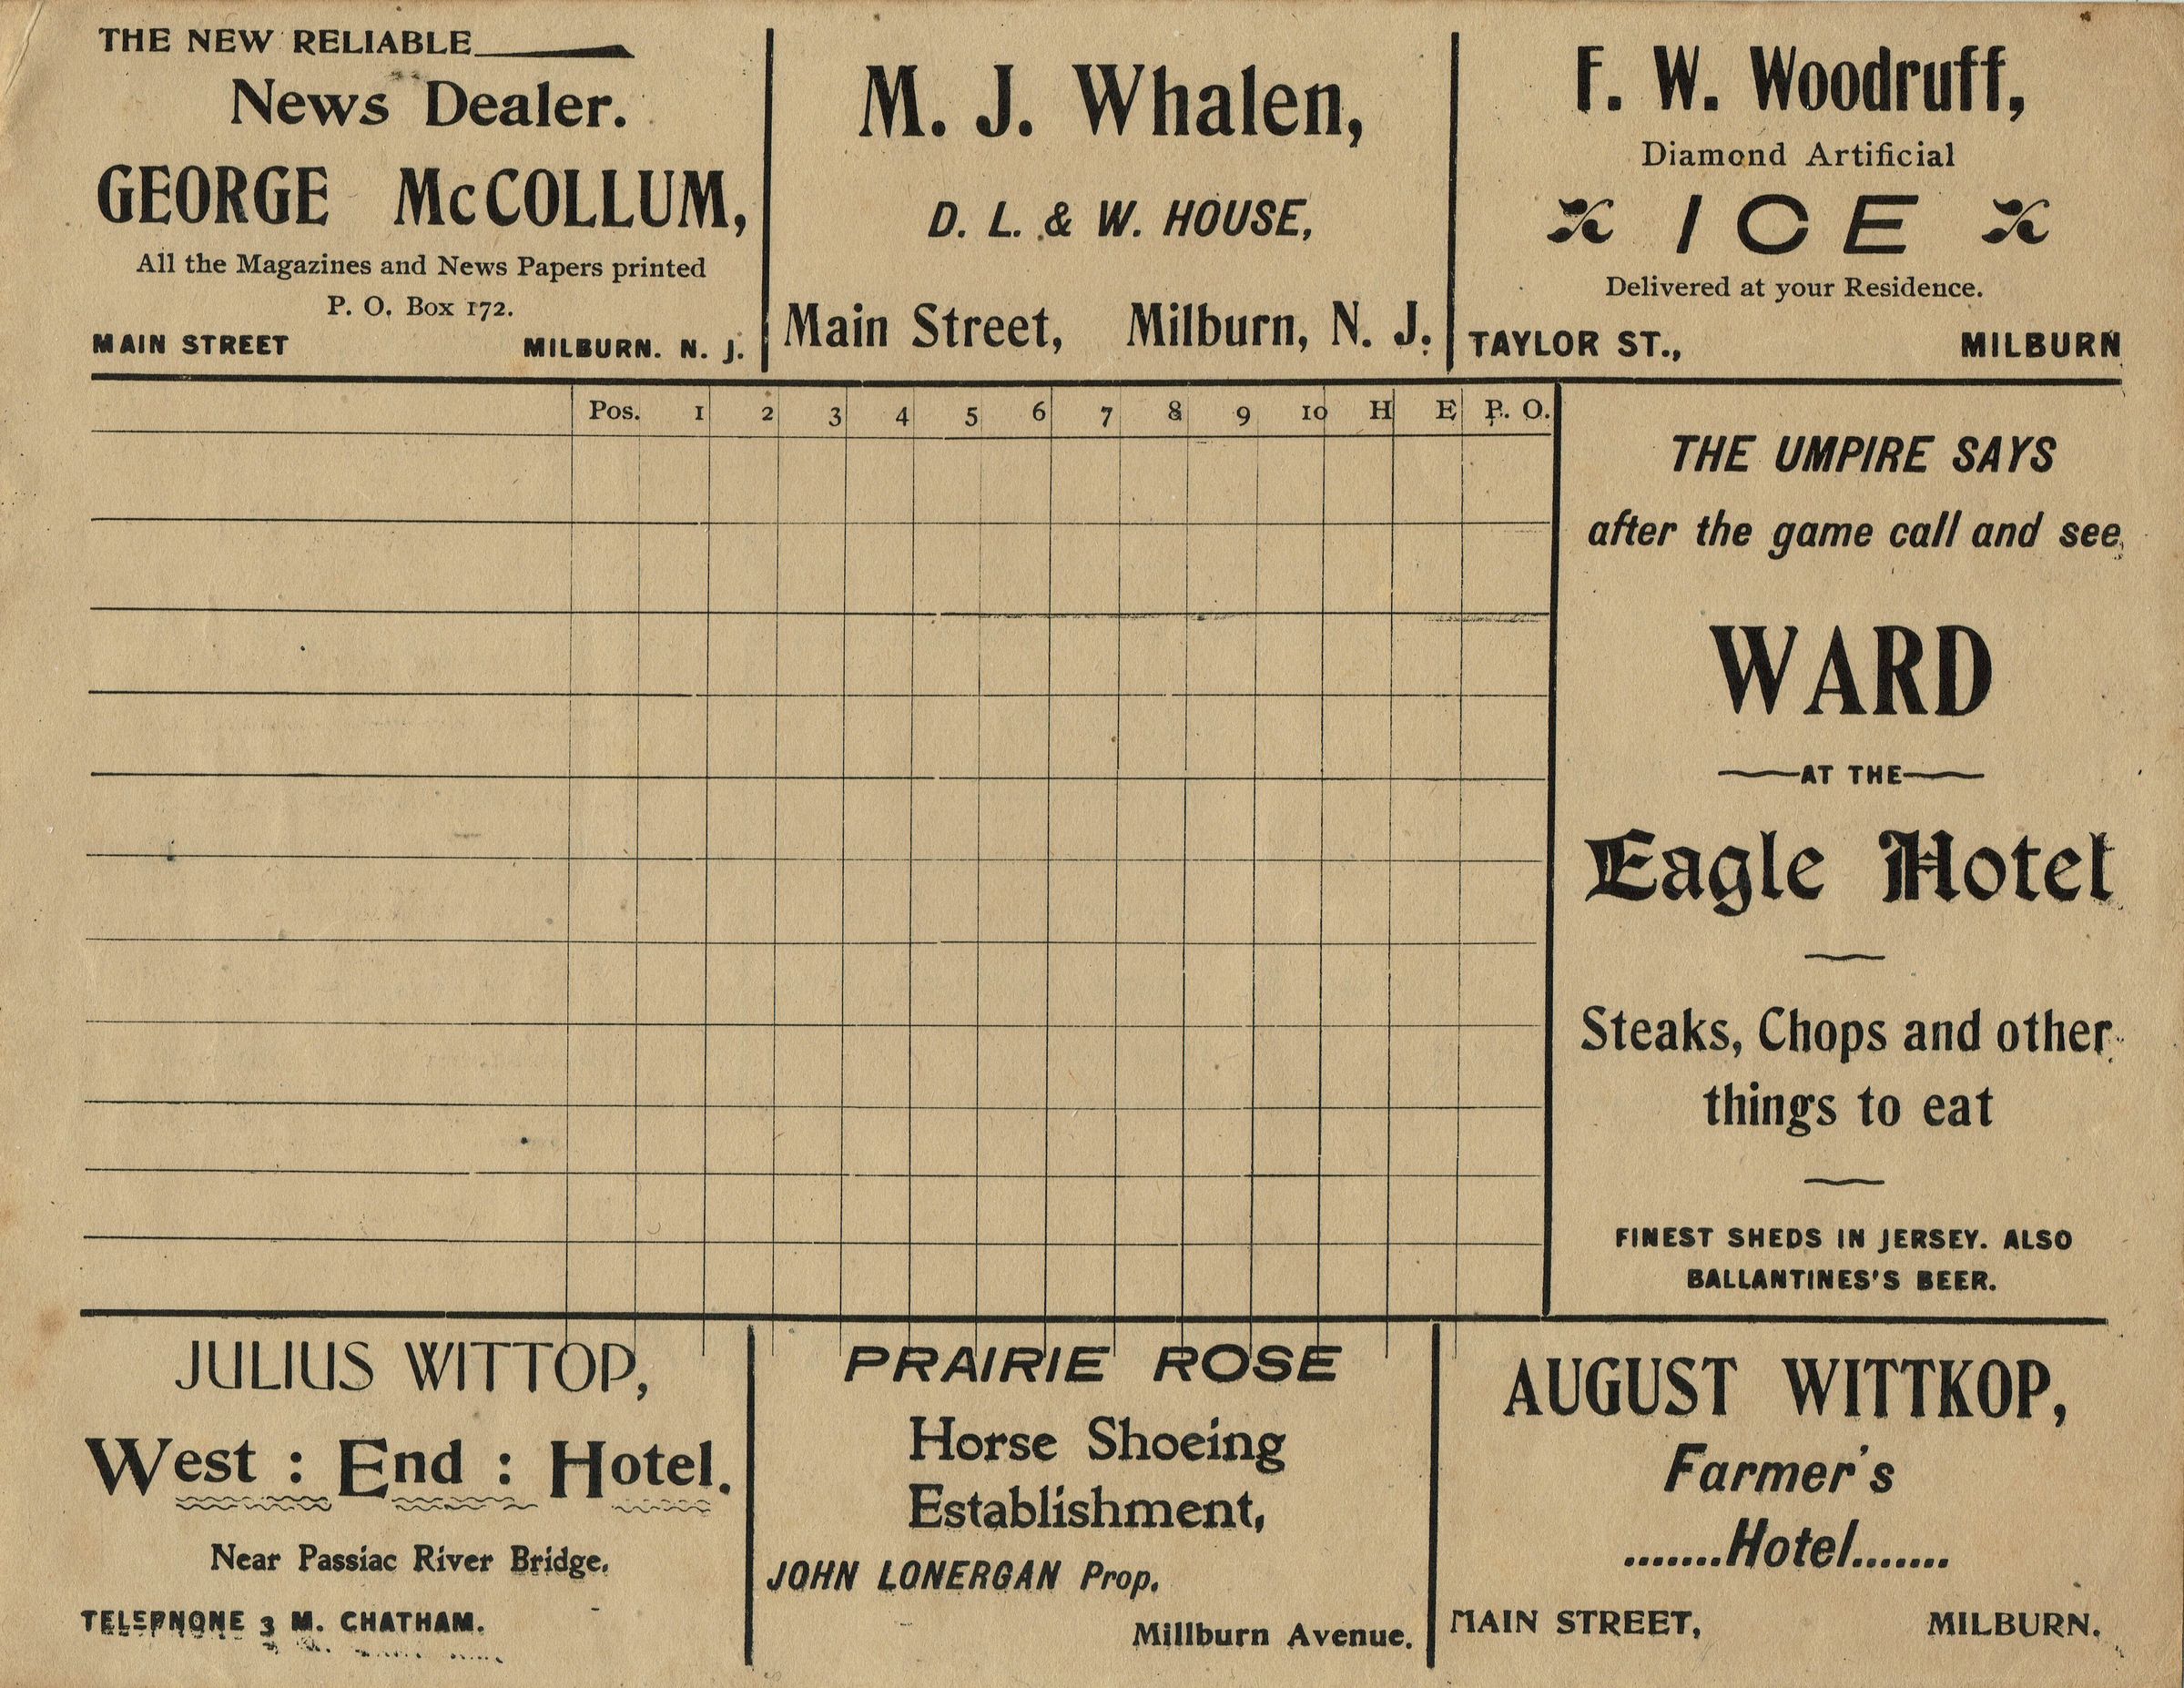 THE NEW RELIABLE
News Dealer.
GEORGE McCOLLUM,
All the Magazines and News Papers printed
P. O. Box 172.
MAIN STREET MILBURN. N. J.
M. J. Whalen,
D. L. & W. HOUSE,
Main Street, Milburn, N. J.
F. W. Woodruff,
Diamond Artificial
ICE
Delivered at your Residence.
TAYLOR ST., MILBURN
Pos. 1 2 3 4 5 6 7 8 9 10 H E P. O.
THE UMPIRE SAYS
after the game call and see
WARD
AT THE
Eagle Hotel
Steaks, Chops and other
things to eat
FINEST SHEDS IN JERSEY. ALSO
BALLANTINES'S BEER.
JULIUS WITTOP,
West : End : Hotel.
Near Passiac River Bridge.
TELEPNONE 3 M. CHATHAM.
PRAIRIE ROSE
Horse Shoeing
Establishment,
JOHN LONERGAN Prop.
Millburn Avenue.
AUGUST WITTKOP,
Farmer's
.......Hotel.......
MAIN STREET, MILBURN.